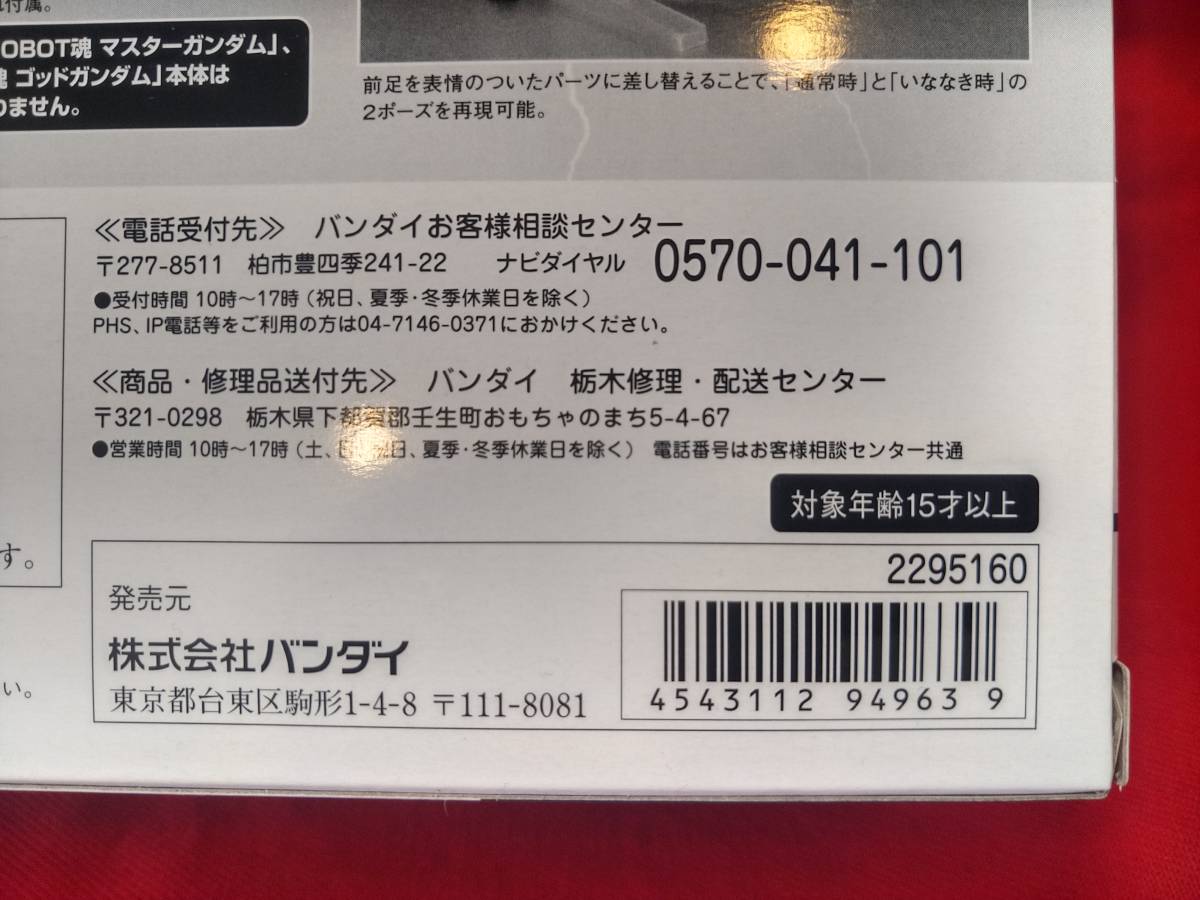 付属。
OBOT魂 マスターガンダム」、
魂 ゴッドガンダム」本体は
りません。
前足を表情のついたパーツに差し替えることで、「通常時」と「いななき時」の
2ポーズを再現可能。
≪電話受付先≫ バンダイお客様相談センター
〒277-8511 柏市豊四季241-22 ナビダイヤル 0570-041-101
●受付時間 10時～17時（祝日、夏季・冬季休業日を除く）
PHS、IP電話等をご利用の方は04-7146-0371におかけください。
≪商品・修理品送付先≫ バンダイ 栃木修理・配送センター
〒321-0298 栃木県下都賀郡壬生町おもちゃのまち5-4-67
●営業時間 10時～17時（土、日、祝日、夏季・冬季休業日を除く） 電話番号はお客様相談センター共通
対象年齢15才以上
す。
2295160
発売元
株式会社バンダイ
い。
東京都台東区駒形1-4-8 〒111-8081
4543112 94963 9